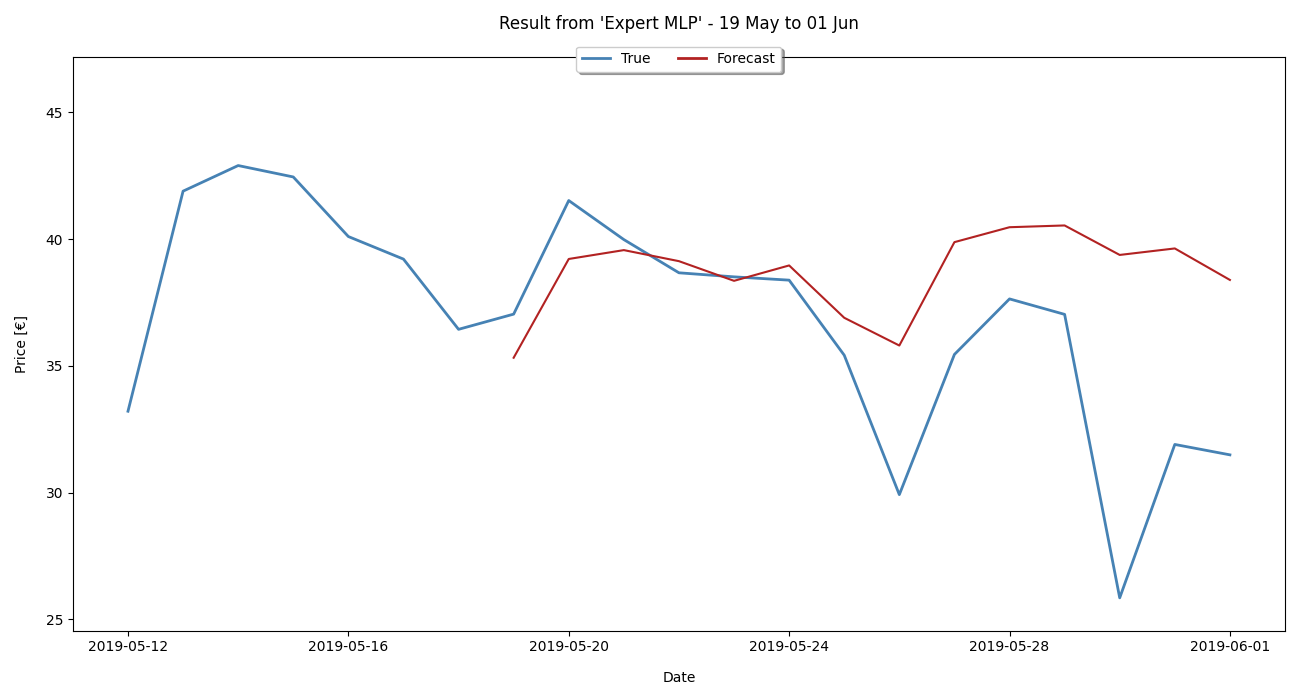 Result from 'Expert MLP' - 19 May to 01 Jun
True
Forecast
45
40
35
30
25
Price [€]
2019-05-12
2019-05-16
2019-05-20
2019-05-24
2019-05-28
2019-06-01
Date